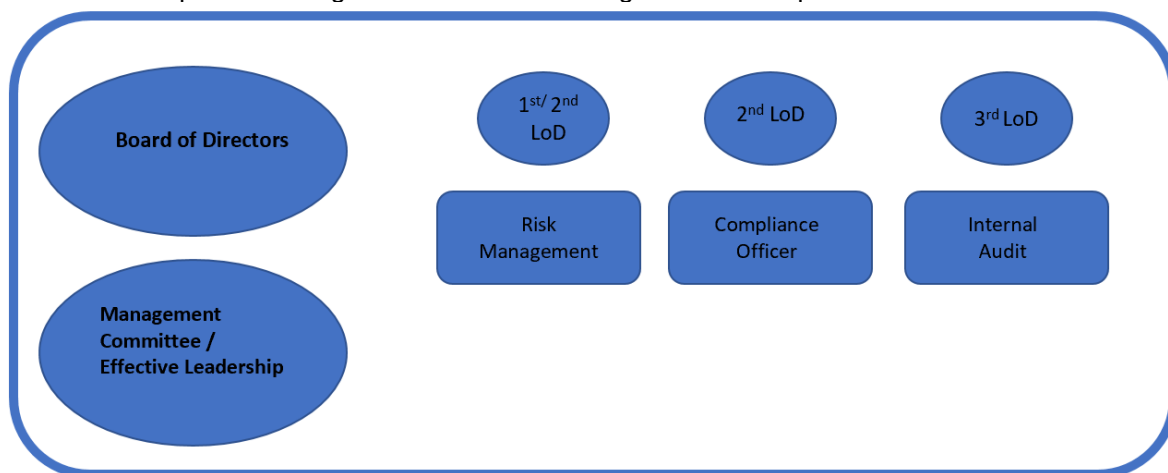 Board of Directors
1st/ 2nd
LoD
2nd LoD
3rd LoD
Risk
Management
Compliance
Officer
Internal
Audit
Management
Committee /
Effective Leadership